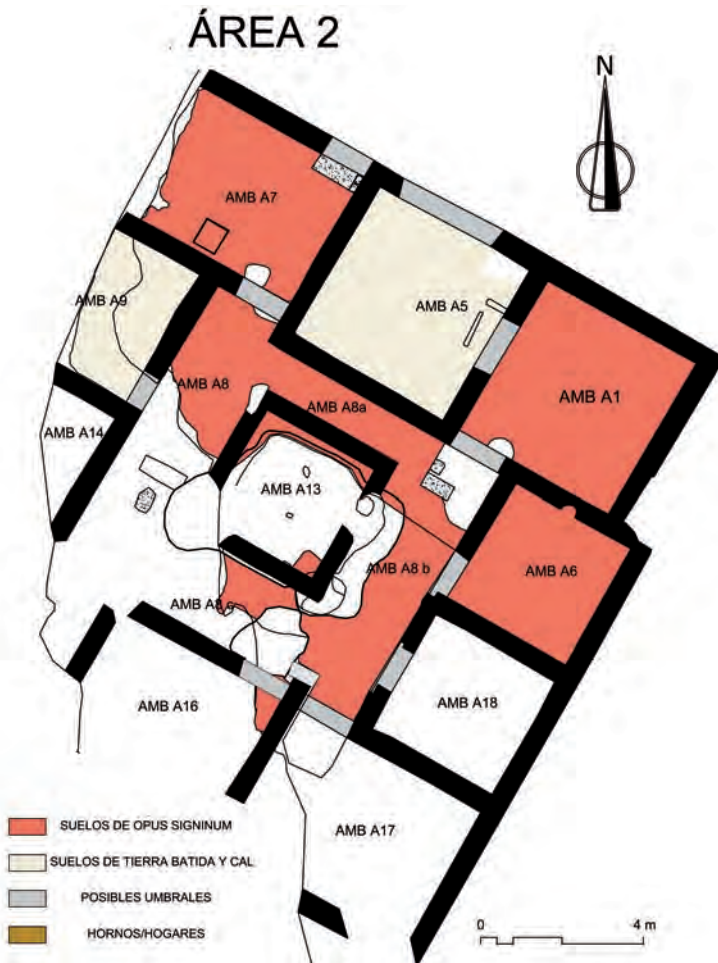 ÁREA 2
N
AMB A7
AMB A5
AMB A9
AMB A1
AMB A8
AMB A8a
AMB A14
AMB A13
AMB A8 b
AMB A6
AMB A8 c
AMB A16
AMB A18
AMB A17
SUELOS DE OPUS SIGNINUM
SUELOS DE TIERRA BATIDA Y CAL
POSIBLES UMBRALES
HORNOS/HOGARES
0 4 m